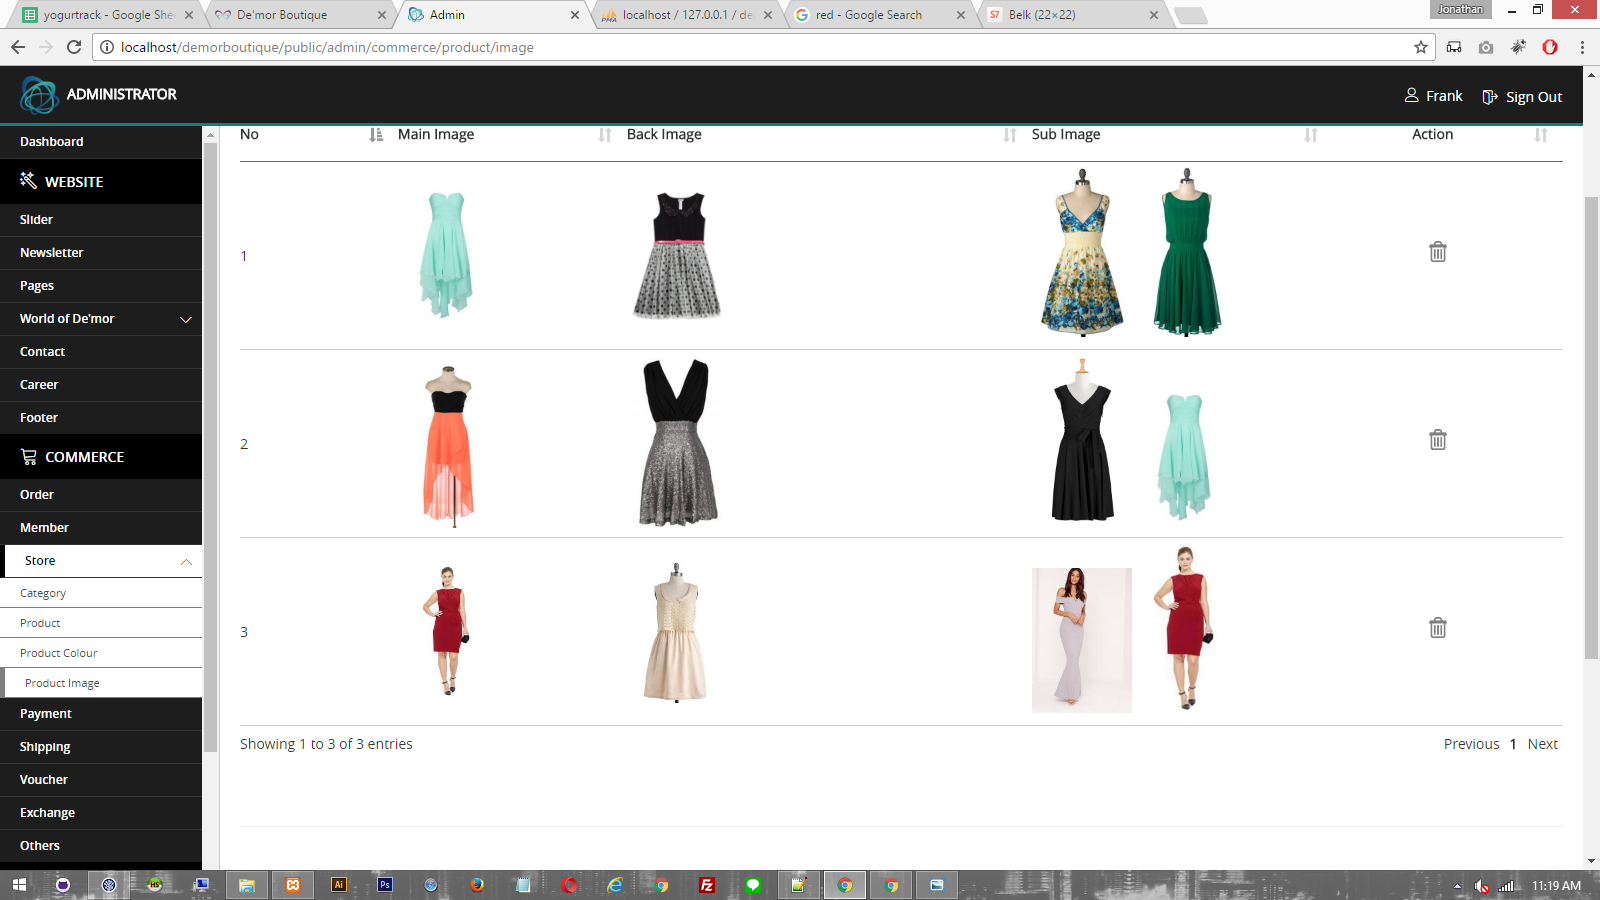 yogurtrack - Google She
De'mor Boutique
Admin
localhost / 127.0.0.1 / de
red - Google Search
Belk (22×22)
Jonathan
localhost/demorboutique/public/admin/commerce/product/image
ADMINISTRATOR
Frank
Sign Out
Dashboard
WEBSITE
Slider
Newsletter
Pages
World of De'mor
Contact
Career
Footer
COMMERCE
Order
Member
Store
Category
Product
Product Colour
Product Image
Payment
Shipping
Voucher
Exchange
Others
No Main Image Back Image Sub Image Action
1
2
3
Showing 1 to 3 of 3 entries
Previous 1 Next
11:19 AM